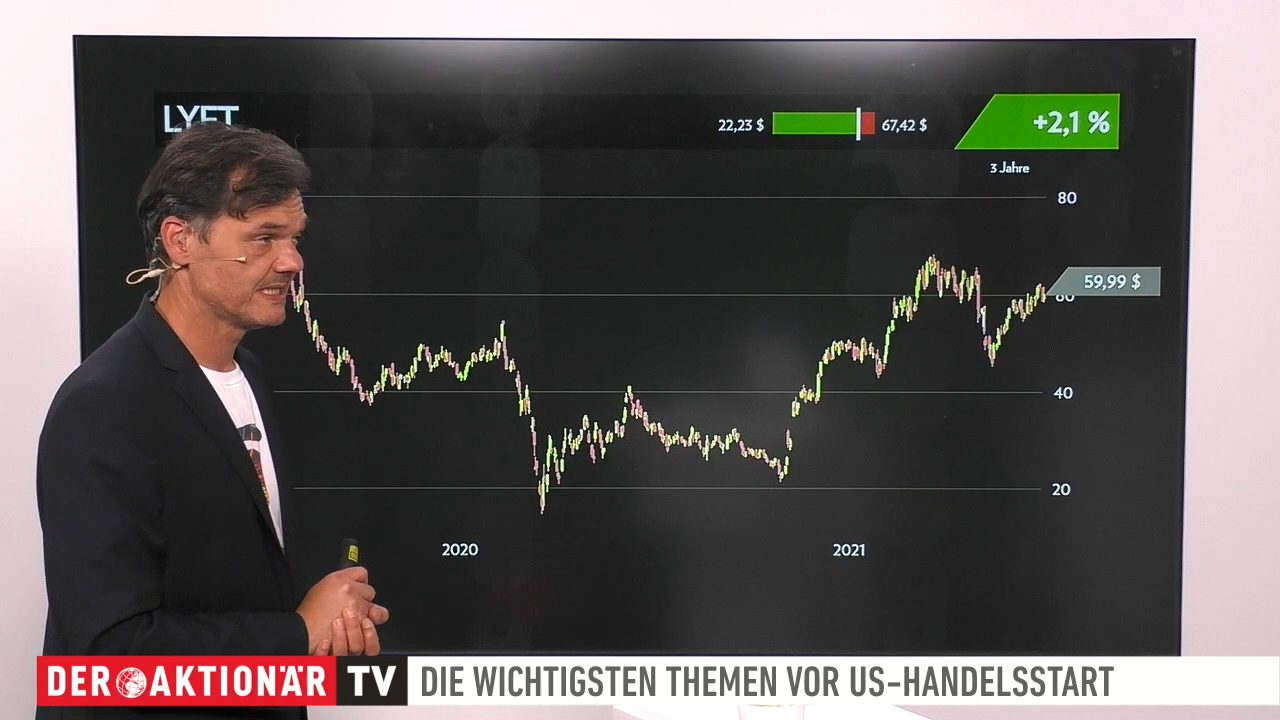 LYFT
22,23 $
67,42 $
+2,1 %
3 Jahre
80
59,99 $
60
40
20
2020
2021
DER AKTIONÄR TV
DIE WICHTIGSTEN THEMEN VOR US-HANDELSSTART